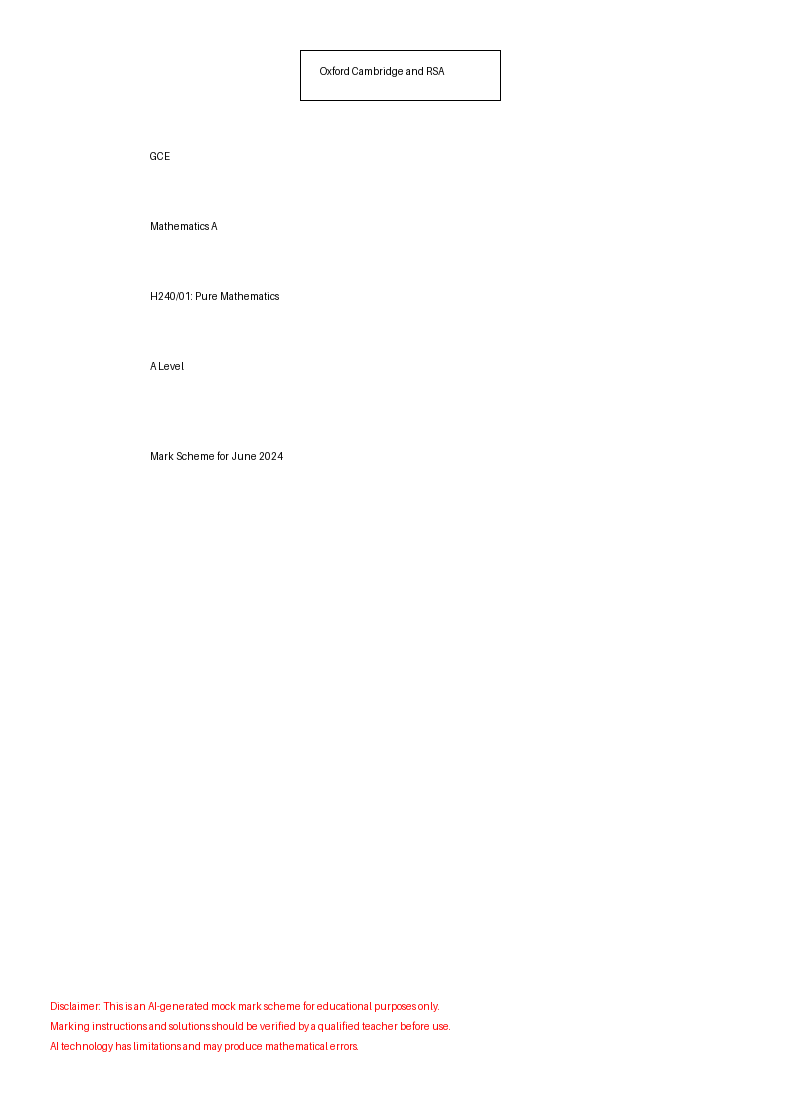 Oxford Cambridge and RSA
GCE
Mathematics A
H240/01: Pure Mathematics
A Level
Mark Scheme for June 2024
Disclaimer: This is an AI-generated mock mark scheme for educational purposes only.
Marking instructions and solutions should be verified by a qualified teacher before use.
AI technology has limitations and may produce mathematical errors.